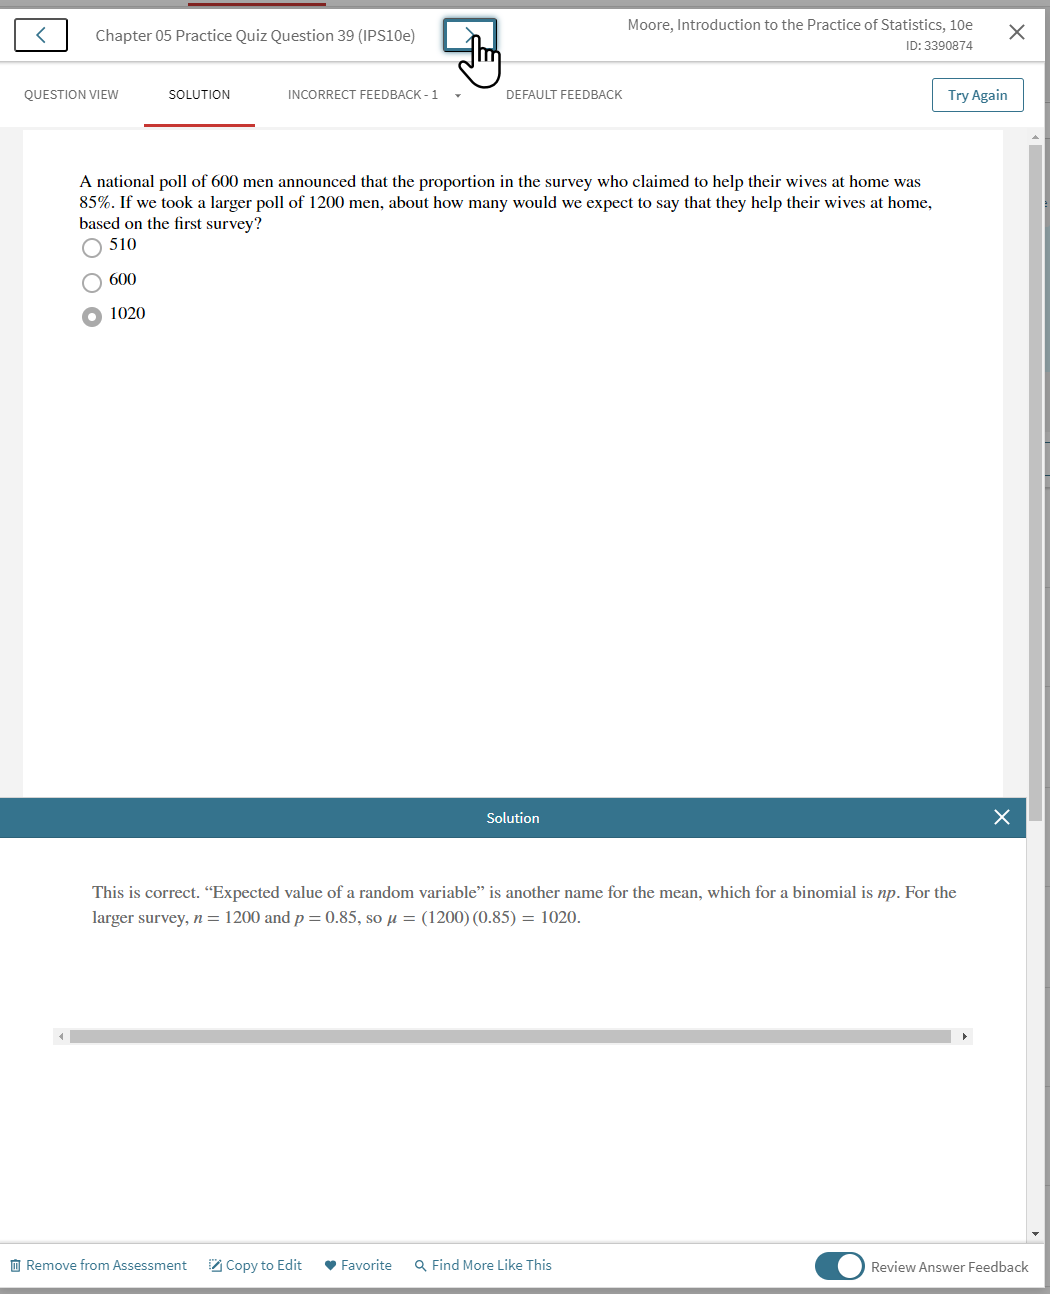 Chapter 05 Practice Quiz Question 39 (IPS10e)
Moore, Introduction to the Practice of Statistics, 10e
ID: 3390874
QUESTION VIEW
SOLUTION
INCORRECT FEEDBACK - 1
DEFAULT FEEDBACK
Try Again
A national poll of 600 men announced that the proportion in the survey who claimed to help their wives at home was
85%. If we took a larger poll of 1200 men, about how many would we expect to say that they help their wives at home,
based on the first survey?
510
600
1020
Solution
This is correct. “Expected value of a random variable” is another name for the mean, which for a binomial is np. For the
larger survey, n = 1200 and p = 0.85, so μ = (1200)(0.85) = 1020.
Remove from Assessment
Copy to Edit
Favorite
Find More Like This
Review Answer Feedback